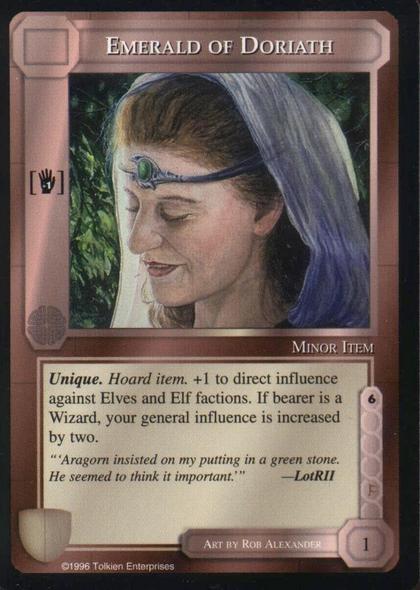 EMERALD OF DORIATH
[1]
MINOR ITEM
Unique. Hoard item. +1 to direct influence
against Elves and Elf factions. If bearer is a
Wizard, your general influence is increased
by two.
6
“‘Aragorn insisted on my putting in a green stone.
He seemed to think it important.’” —LotRII
F
ART BY ROB ALEXANDER
1
©1996 Tolkien Enterprises